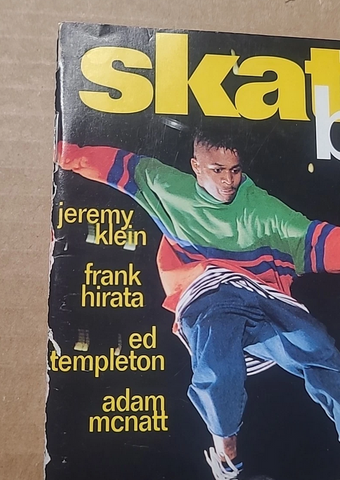 skat
b
jeremy
klein
frank
hirata
ed
templeton
adam
mcnatt